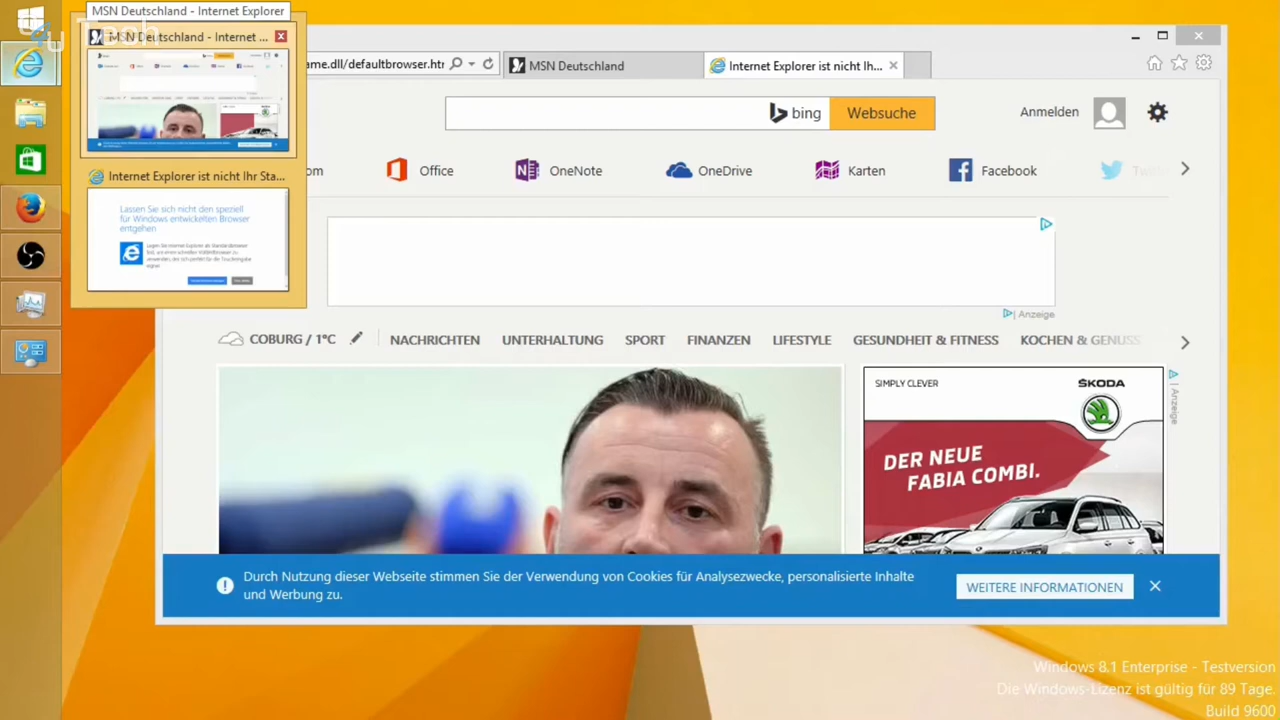 MSN Deutschland - Internet Explorer
MSN Deutschland - Internet ...
Internet Explorer ist nicht Ihr Sta...
Lassen Sie sich nicht den speziell
für Windows entwickelten Browser
entgehen
ame.dll/defaultbrowser.htr
MSN Deutschland
Internet Explorer ist nicht Ihr...
bing
Websuche
Anmelden
om
Office
OneNote
OneDrive
Karten
Facebook
Anzeige
COBURG / 1°C
NACHRICHTEN
UNTERHALTUNG
SPORT
FINANZEN
LIFESTYLE
GESUNDHEIT & FITNESS
KOCHEN & GENUSS
SIMPLY CLEVER
ŠKODA
DER NEUE
FABIA COMBI.
Anzeige
Durch Nutzung dieser Webseite stimmen Sie der Verwendung von Cookies für Analysezwecke, personalisierte Inhalte
und Werbung zu.
WEITERE INFORMATIONEN
Windows 8.1 Enterprise - Testversion
Die Windows-Lizenz ist gültig für 89 Tage.
Build 9600